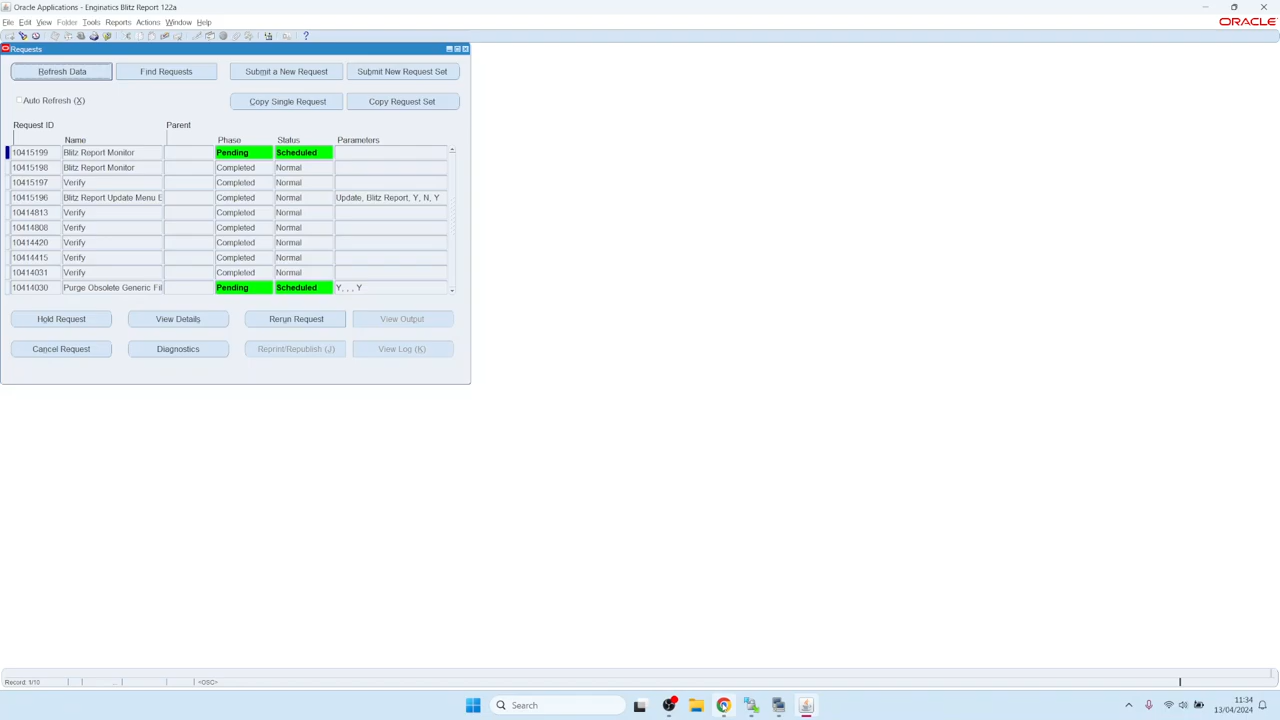 Oracle Applications - Enginatics Blitz Report 122a
File Edit View Folder Tools Reports Actions Window Help
ORACLE
Requests
Refresh Data Find Requests Submit a New Request Submit New Request Set
Auto Refresh (X) Copy Single Request Copy Request Set
Request ID Parent
Name Phase Status Parameters
10415199 Blitz Report Monitor Pending Scheduled
10415198 Blitz Report Monitor Completed Normal
10415197 Verify Completed Normal
10415196 Blitz Report Update Menu E Completed Normal Update, Blitz Report, Y, N, Y
10414813 Verify Completed Normal
10414808 Verify Completed Normal
10414420 Verify Completed Normal
10414415 Verify Completed Normal
10414031 Verify Completed Normal
10414030 Purge Obsolete Generic Fil Pending Scheduled Y, , , Y
Hold Request View Details Rerun Request View Output
Cancel Request Diagnostics Reprint/Republish (J) View Log (K)
Record: 1/10 ... <OSC>
Search
11:34
13/04/2024